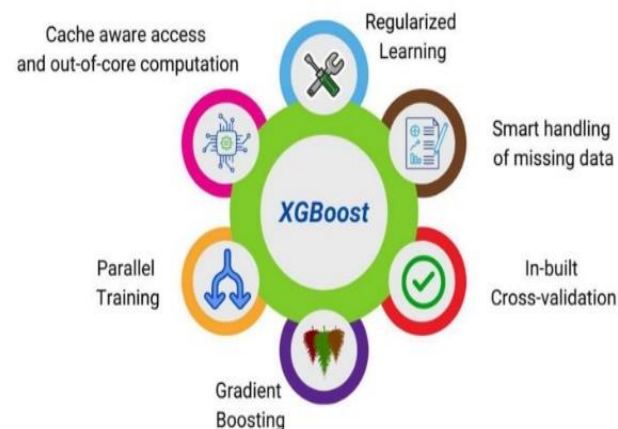 Cache aware access
and out-of-core computation
Regularized
Learning
Smart handling
of missing data
XGBoost
Parallel
Training
In-built
Cross-validation
Gradient
Boosting